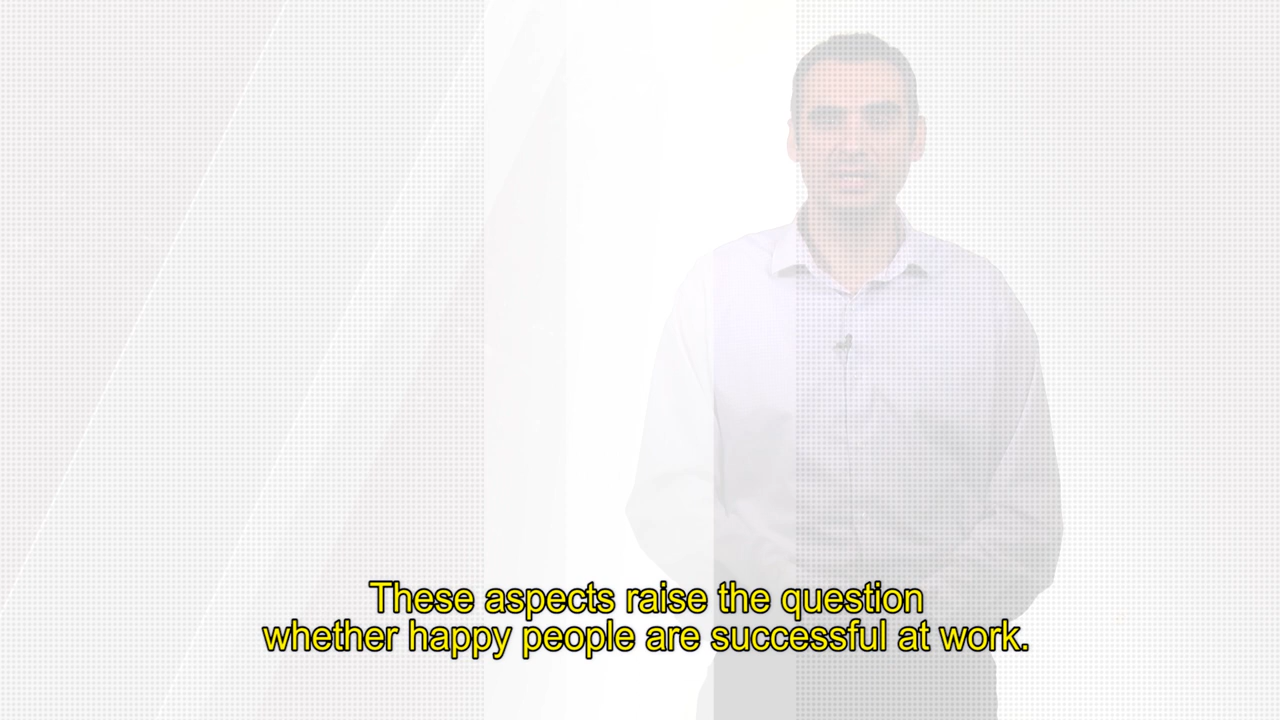 These aspects raise the question
whether happy people are successful at work.